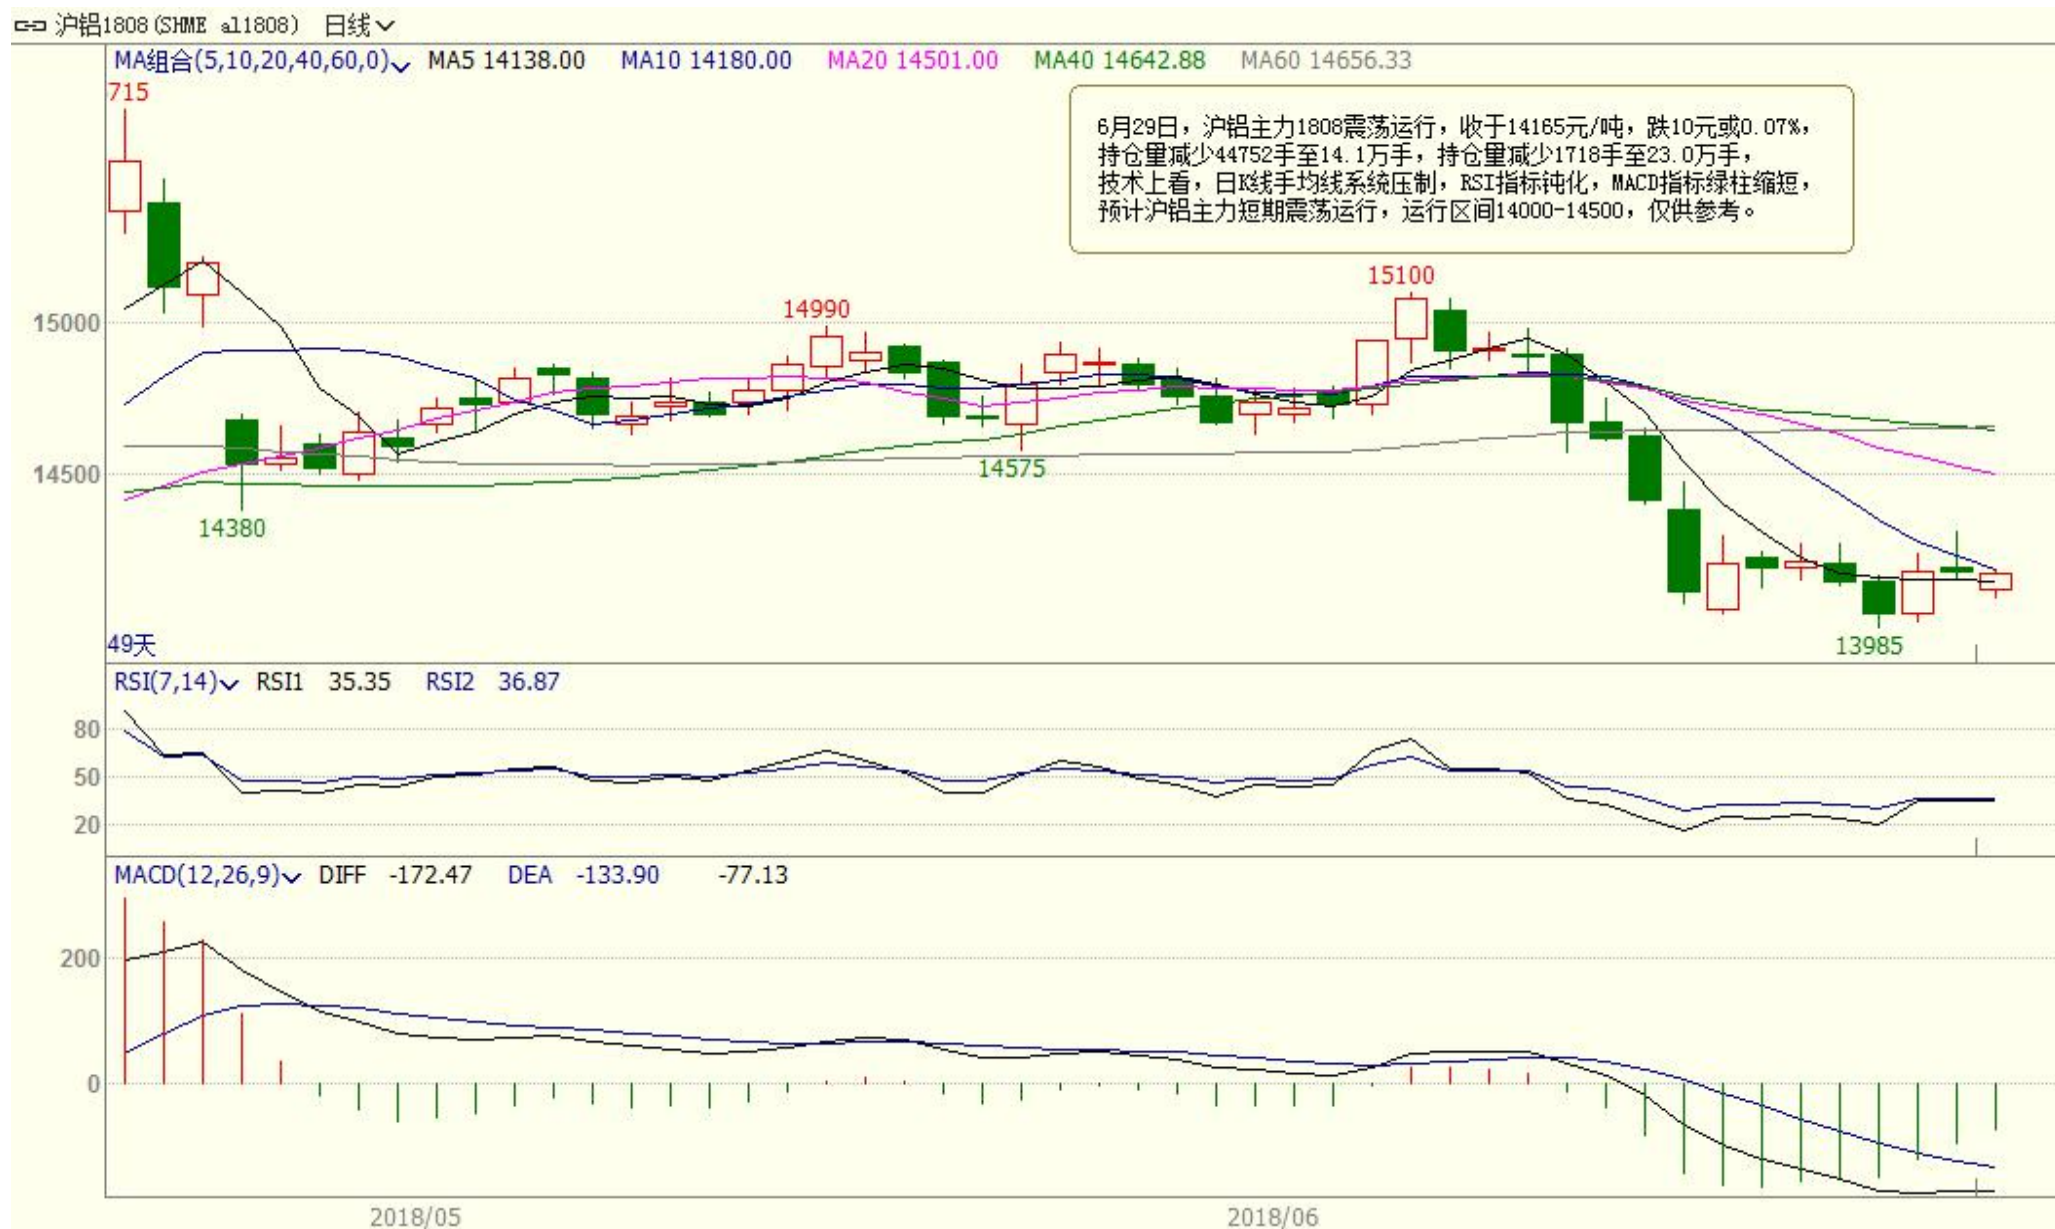 沪铝1808(SHME al1808) 日线
MA组合(5,10,20,40,60,0) MA5 14138.00 MA10 14180.00 MA20 14501.00 MA40 14642.88 MA60 14656.33
715
6月29日，沪铝主力1808震荡运行，收于14165元/吨，跌10元或0.07%，
持仓量减少44752手至14.1万手，持仓量减少1718手至23.0万手，
技术上看，日K线手均线系统压制，RSI指标钝化，MACD指标绿柱缩短，
预计沪铝主力短期震荡运行，运行区间14000-14500，仅供参考。
15100
14990
15000
14575
14500
14380
13985
49天
RSI(7,14) RSI1 35.35 RSI2 36.87
80
50
20
MACD(12,26,9) DIFF -172.47 DEA -133.90 -77.13
200
0
2018/05 2018/06